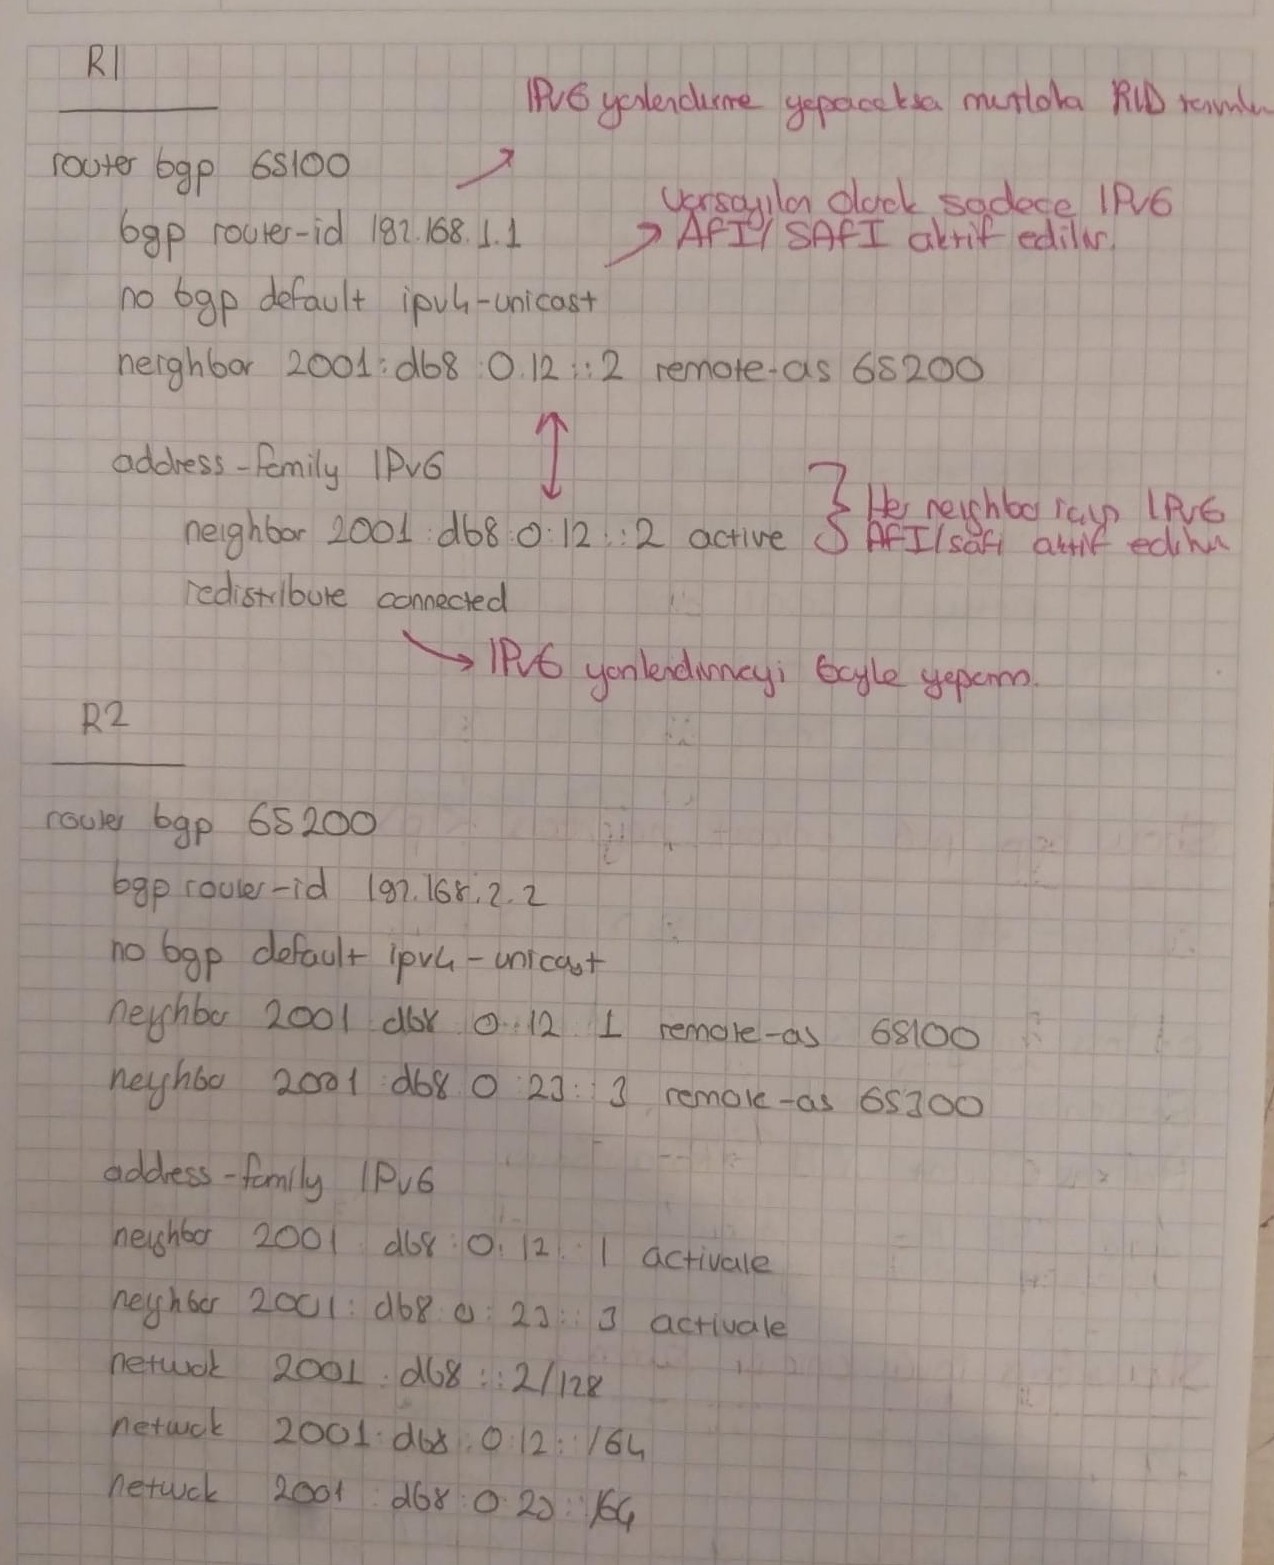 R1
IPv6 yönlendirme yapacaksa mutlaka RID
router bgp 65100
varsayılan olarak sadece IPv6
bgp router-id 192.168.1.1
AFI/SAFI aktif edilir.
no bgp default ipv4-unicast
neighbor 2001:db8:0:12::2 remote-as 65200
address-family IPv6
Her neighbor için IPv6
neighbor 2001:db8:0:12::2 active
AFI/safi aktif edilir
redistribute connected
IPv6 yönlendirmeyi böyle yaparım.
R2
router bgp 65200
bgp router-id 192.168.2.2
no bgp default ipv4-unicast
neighbor 2001 db8 0:12 1 remote-as 65100
neighbor 2001:db8 0:23::3 remote-as 65300
address-family IPv6
neighbor 2001 db8:0:12::1 activate
neighbor 2001:db8 0:23::3 activate
network 2001:db8::2/128
network 2001:db8:0:12::/64
network 2001:db8:0:23::/64